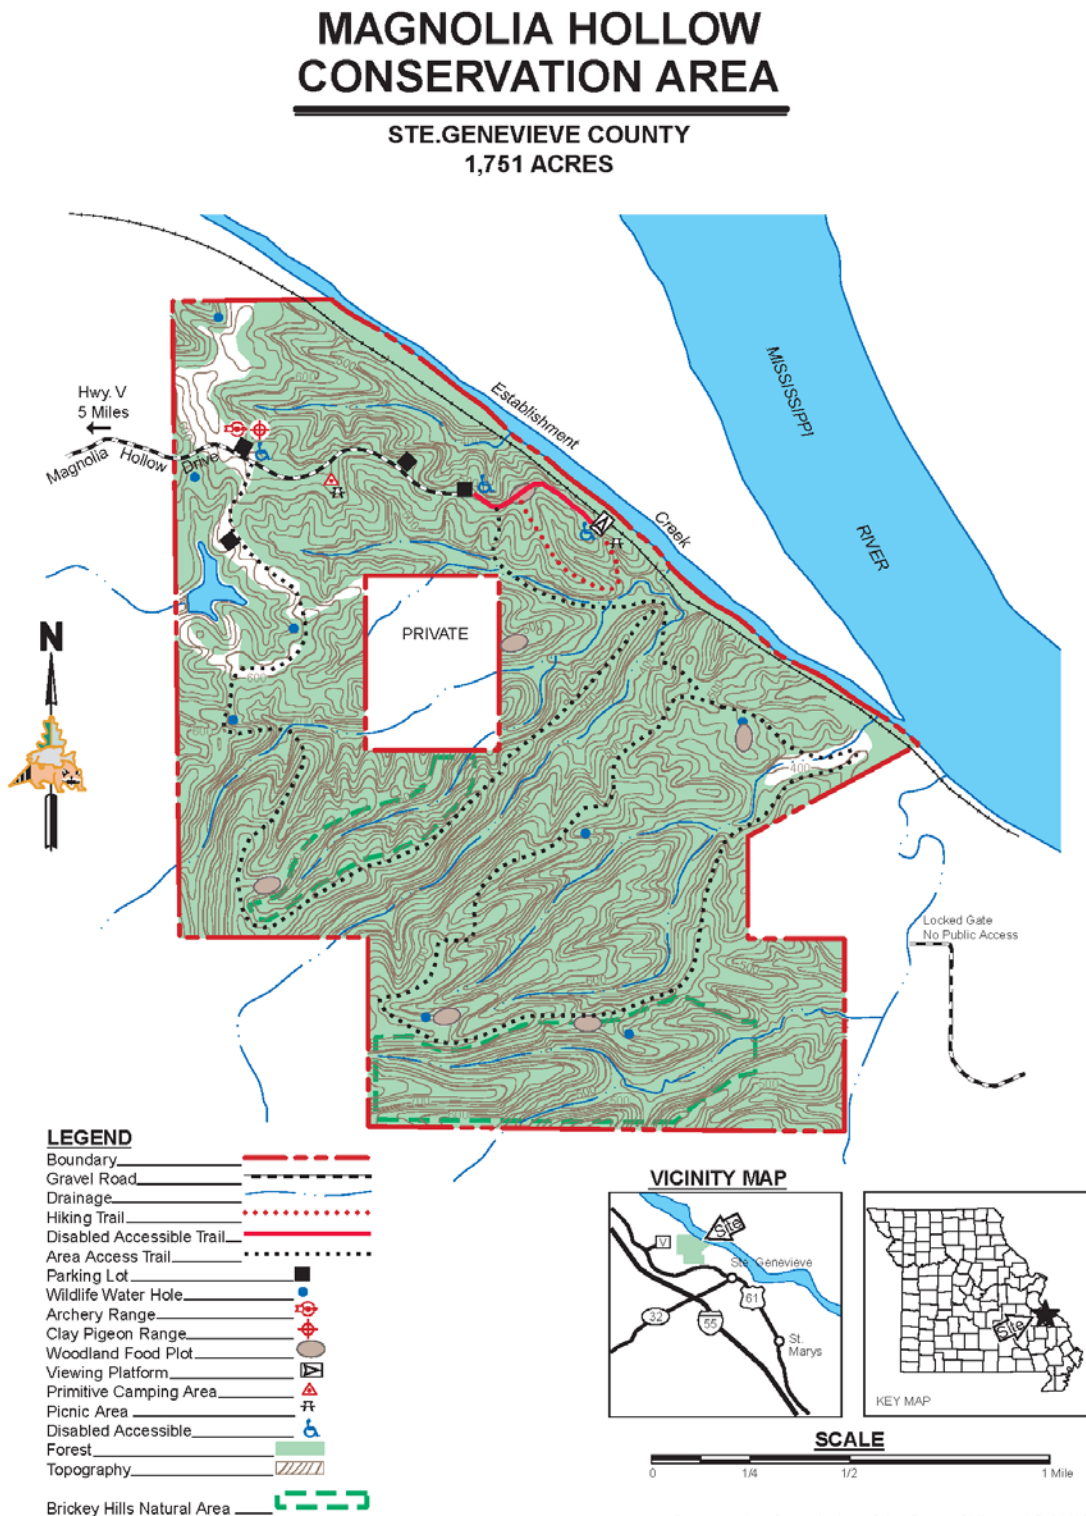 MAGNOLIA HOLLOW
CONSERVATION AREA
STE.GENEVIEVE COUNTY
1,751 ACRES
MISSISSIPPI
RIVER
Establishment
Creek
Hwy. V
5 Miles
Magnolia Hollow Drive
PRIVATE
N
600
400
Locked Gate
No Public Access
LEGEND
Boundary
Gravel Road
Drainage
Hiking Trail
Disabled Accessible Trail
Area Access Trail
Parking Lot
Wildlife Water Hole
Archery Range
Clay Pigeon Range
Woodland Food Plot
Viewing Platform
Primitive Camping Area
Picnic Area
Disabled Accessible
Forest
Topography
Brickey Hills Natural Area
VICINITY MAP
Site
V
Ste. Genevieve
61
32
55
St.
Marys
Site
KEY MAP
SCALE
0 1/4 1/2 1 Mile